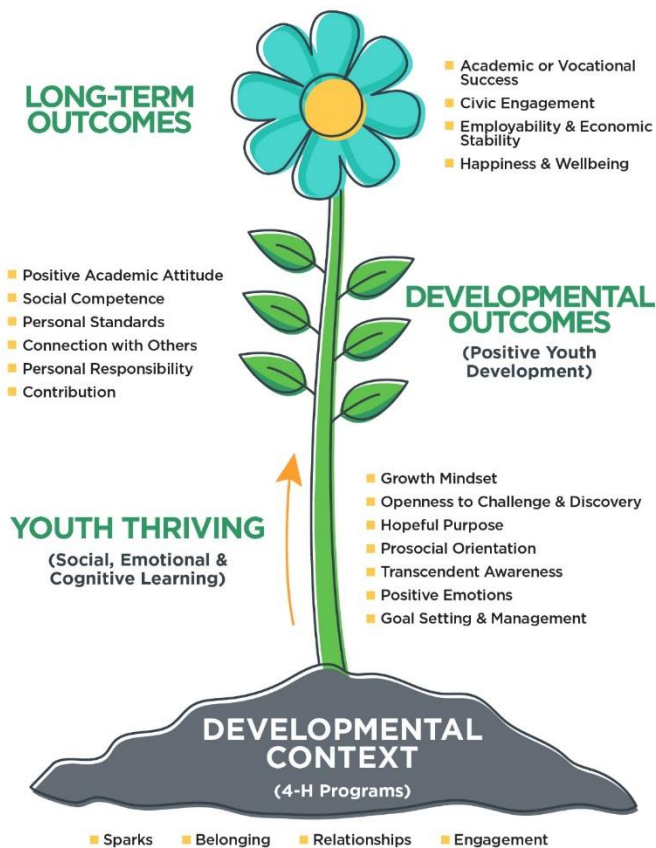 LONG-TERM
OUTCOMES
Academic or Vocational
Success
Civic Engagement
Employability & Economic
Stability
Happiness & Wellbeing
Positive Academic Attitude
Social Competence
Personal Standards
Connection with Others
Personal Responsibility
Contribution
DEVELOPMENTAL
OUTCOMES
(Positive Youth
Development)
YOUTH THRIVING
(Social, Emotional &
Cognitive Learning)
Growth Mindset
Openness to Challenge & Discovery
Hopeful Purpose
Prosocial Orientation
Transcendent Awareness
Positive Emotions
Goal Setting & Management
DEVELOPMENTAL
CONTEXT
(4-H Programs)
Sparks Belonging Relationships Engagement